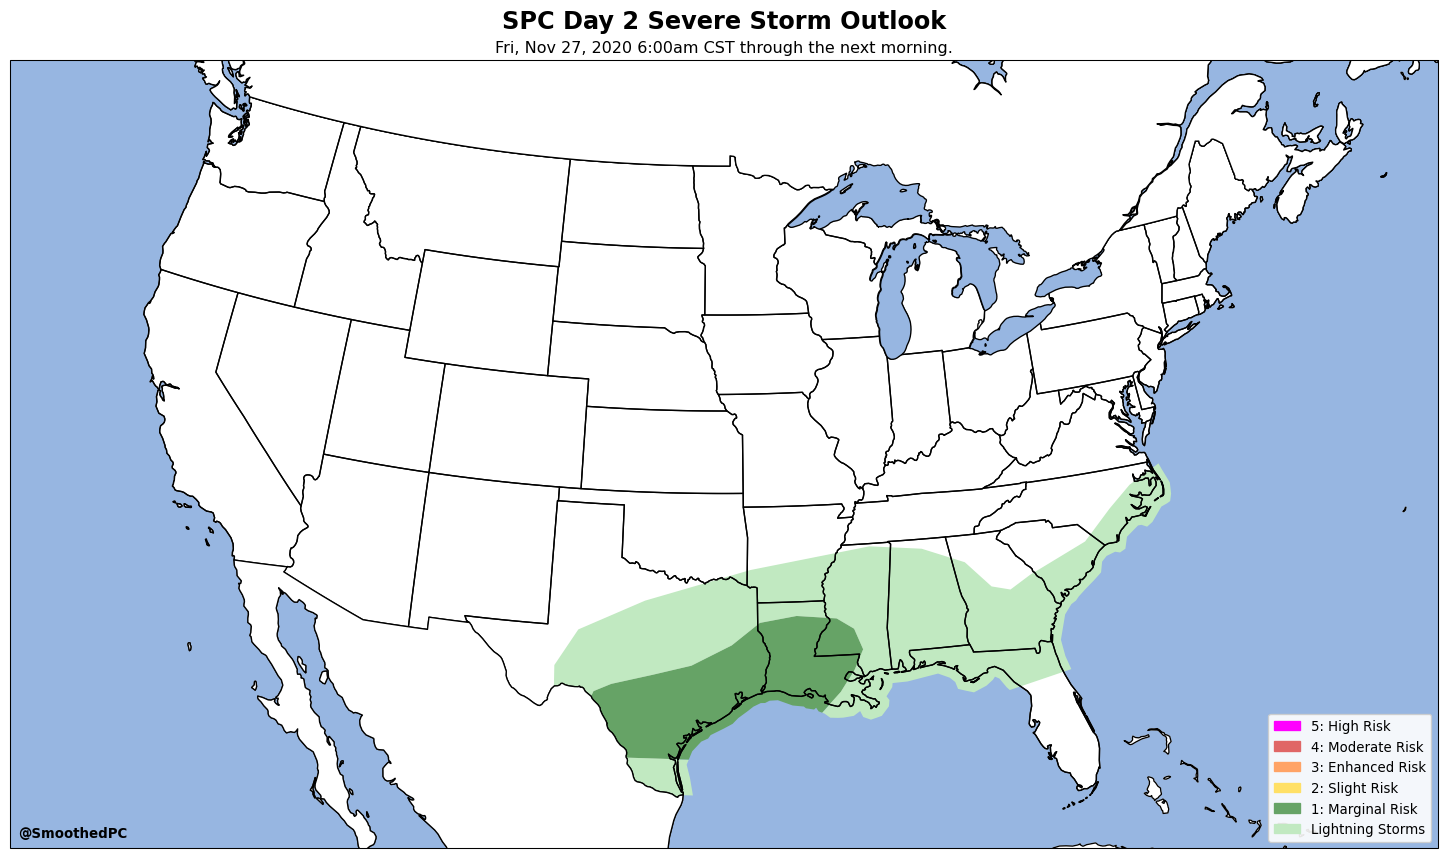 SPC Day 2 Severe Storm Outlook
Fri, Nov 27, 2020 6:00am CST through the next morning.
5: High Risk
4: Moderate Risk
3: Enhanced Risk
2: Slight Risk
1: Marginal Risk
Lightning Storms
@SmoothedPC